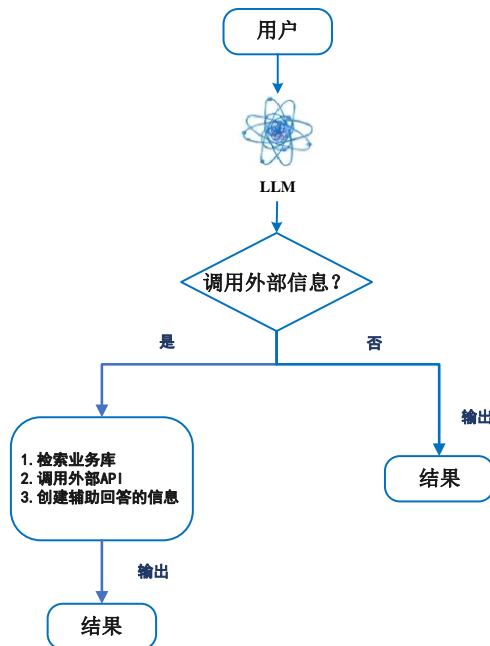 用户
LLM
调用外部信息？
是
否
输出
1.检索业务库
2.调用外部API
3.创建辅助回答的信息
结果
输出
结果